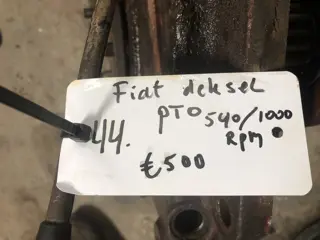 Fiat deksel
PTO 540/1000
Rpm
44.
€500